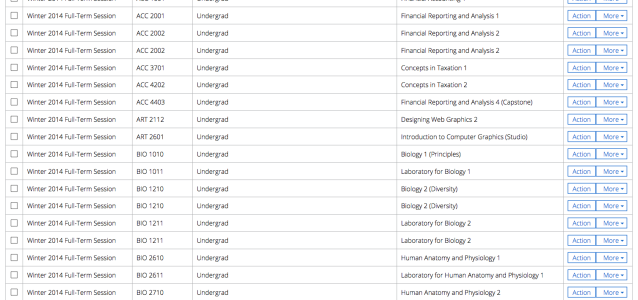 Winter 2014 Full-Term Session ACC 2001 Undergrad Financial Reporting and Analysis 1 Action More
Winter 2014 Full-Term Session ACC 2002 Undergrad Financial Reporting and Analysis 2 Action More
Winter 2014 Full-Term Session ACC 2002 Undergrad Financial Reporting and Analysis 2 Action More
Winter 2014 Full-Term Session ACC 3701 Undergrad Concepts in Taxation 1 Action More
Winter 2014 Full-Term Session ACC 4202 Undergrad Concepts in Taxation 2 Action More
Winter 2014 Full-Term Session ACC 4403 Undergrad Financial Reporting and Analysis 4 (Capstone) Action More
Winter 2014 Full-Term Session ART 2112 Undergrad Designing Web Graphics 2 Action More
Winter 2014 Full-Term Session ART 2601 Undergrad Introduction to Computer Graphics (Studio) Action More
Winter 2014 Full-Term Session BIO 1010 Undergrad Biology 1 (Principles) Action More
Winter 2014 Full-Term Session BIO 1011 Undergrad Laboratory for Biology 1 Action More
Winter 2014 Full-Term Session BIO 1210 Undergrad Biology 2 (Diversity) Action More
Winter 2014 Full-Term Session BIO 1210 Undergrad Biology 2 (Diversity) Action More
Winter 2014 Full-Term Session BIO 1211 Undergrad Laboratory for Biology 2 Action More
Winter 2014 Full-Term Session BIO 1211 Undergrad Laboratory for Biology 2 Action More
Winter 2014 Full-Term Session BIO 2610 Undergrad Human Anatomy and Physiology 1 Action More
Winter 2014 Full-Term Session BIO 2611 Undergrad Laboratory for Human Anatomy and Physiology 1 Action More
Winter 2014 Full-Term Session BIO 2710 Undergrad Human Anatomy and Physiology 2 Action More